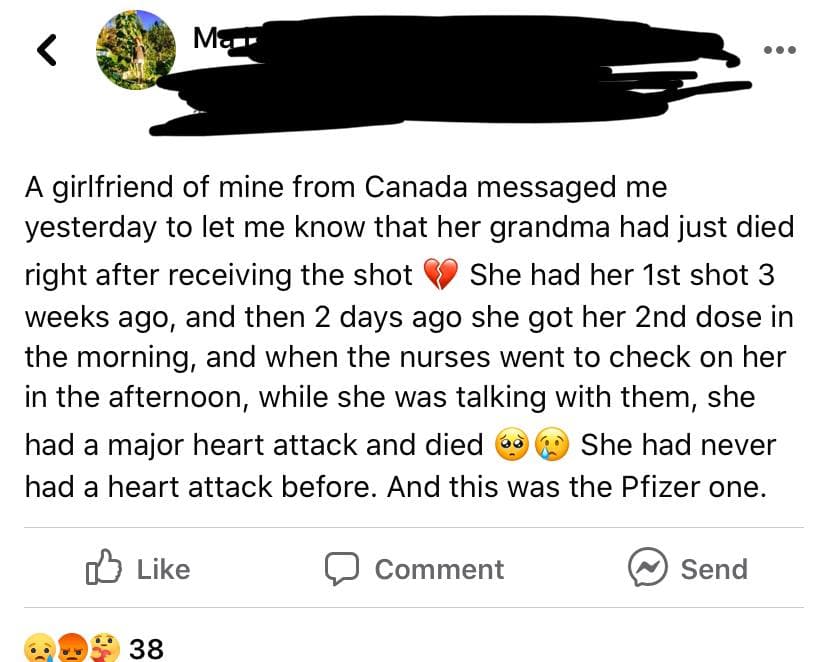 A girlfriend of mine from Canada messaged me
yesterday to let me know that her grandma had just died
right after receiving the shot 💔 She had her 1st shot 3
weeks ago, and then 2 days ago she got her 2nd dose in
the morning, and when the nurses went to check on her
in the afternoon, while she was talking with them, she
had a major heart attack and died 🥺😢 She had never
had a heart attack before. And this was the Pfizer one.
Like Comment Send
38